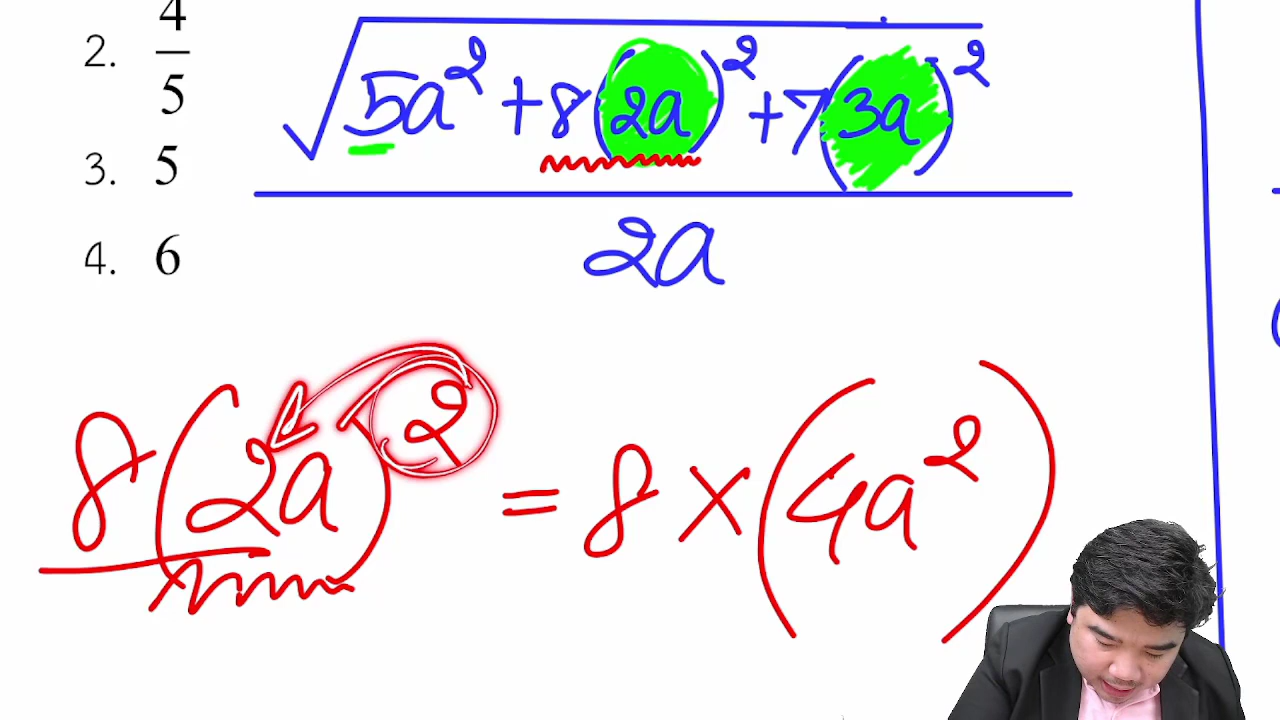 2. 4/5
√(5a² + 8(2a)² + 7(3a)²)
3. 5
2a
4. 6
8(2a)² = 8 × (4a²)